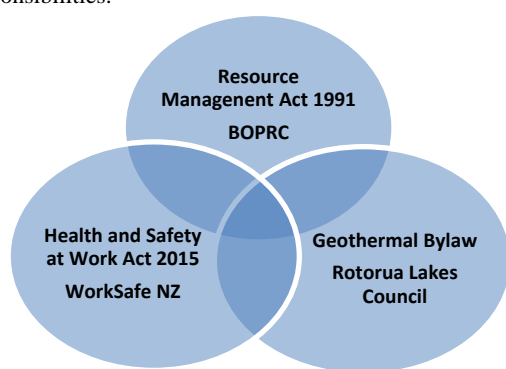 onsibilities.
Resource
Managenent Act 1991
BOPRC
Health and Safety
at Work Act 2015
WorkSafe NZ
Geothermal Bylaw
Rotorua Lakes
Council